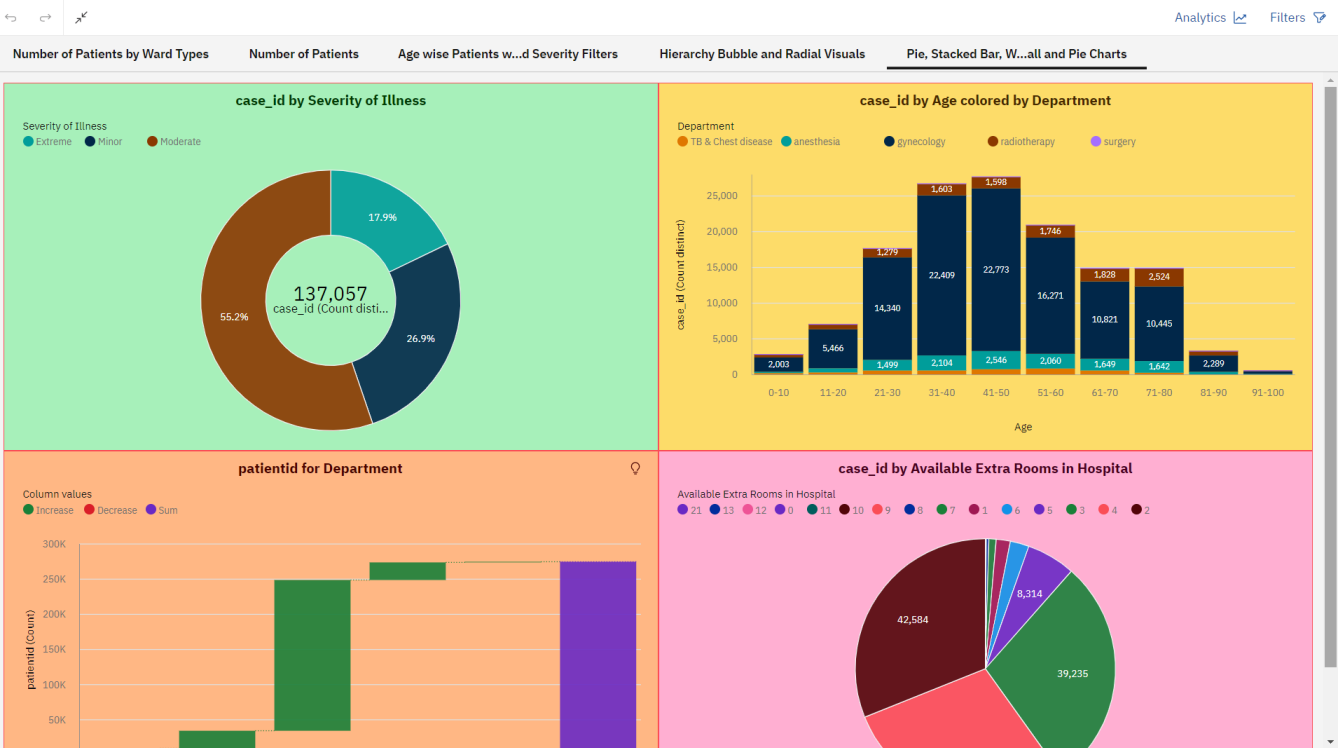 Analytics Filters
Number of Patients by Ward Types Number of Patients Age wise Patients w...d Severity Filters Hierarchy Bubble and Radial Visuals Pie, Stacked Bar, W...all and Pie Charts
case_id by Severity of Illness
Severity of Illness
Extreme Minor Moderate
17.9%
137,057
case_id (Count disti...
55.2%
26.9%
case_id by Age colored by Department
Department
TB & Chest disease anesthesia gynecology radiotherapy surgery
case_id (Count distinct)
25,000
20,000
15,000
10,000
5,000
0
2,003
5,466
1,279
14,340
1,499
1,603
22,409
2,104
1,598
22,773
2,546
1,746
16,271
2,060
1,828
10,821
1,649
2,524
10,445
1,642
2,289
0-10 11-20 21-30 31-40 41-50 51-60 61-70 71-80 81-90 91-100
Age
patientid for Department
Column values
Increase Decrease Sum
patientid (Count)
300K
250K
200K
150K
100K
50K
case_id by Available Extra Rooms in Hospital
Available Extra Rooms in Hospital
21 13 12 0 11 10 9 8 7 1 6 5 3 4 2
8,314
42,584
39,235